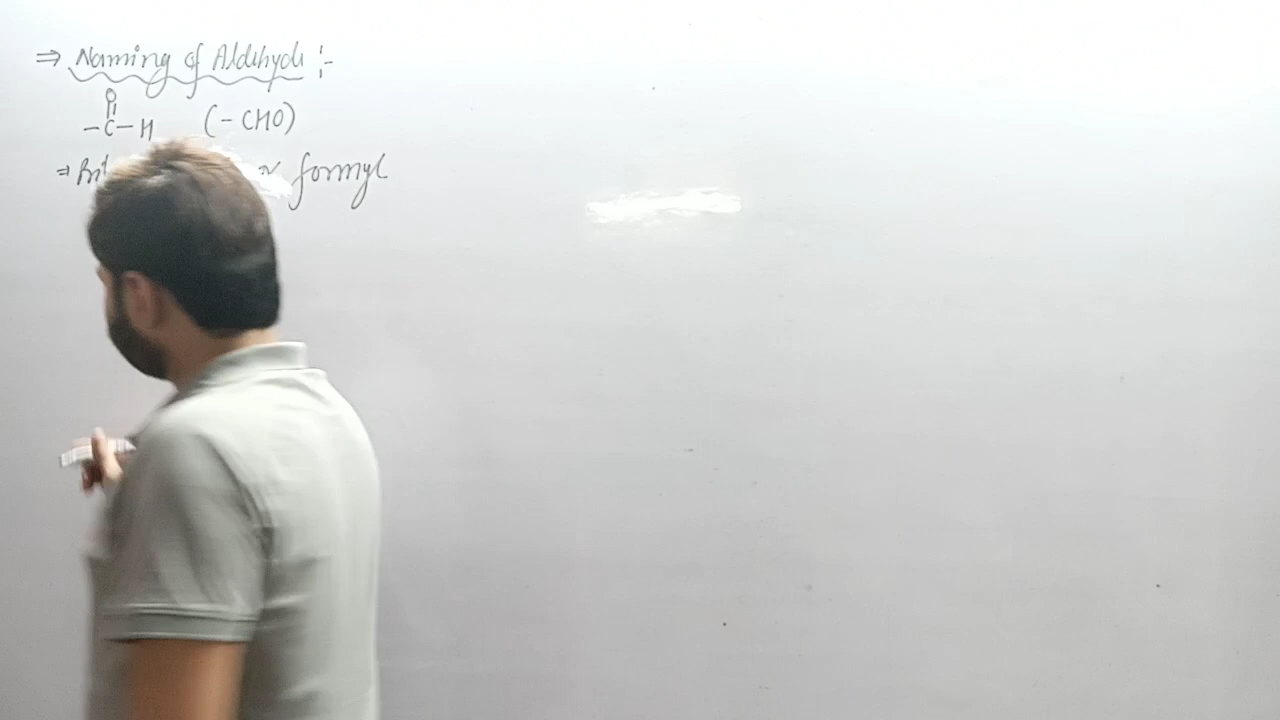 ⇒ Naming of Aldehyde :-
O
||
-C-H (-CHO)
⇒ formyl